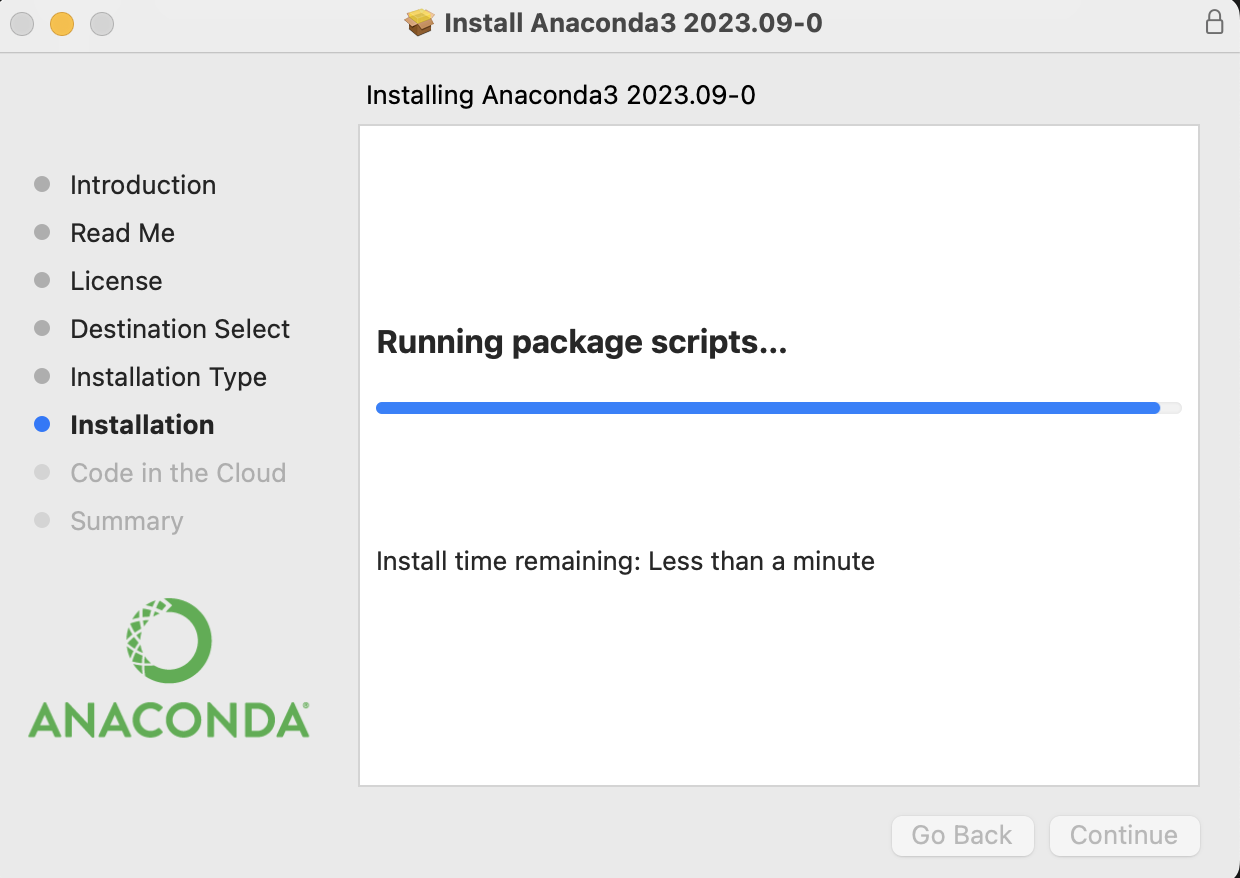 Install Anaconda3 2023.09-0
Installing Anaconda3 2023.09-0
Introduction
Read Me
License
Destination Select
Installation Type
Installation
Code in the Cloud
Summary
ANACONDA®
Running package scripts...
Install time remaining: Less than a minute
Go Back
Continue